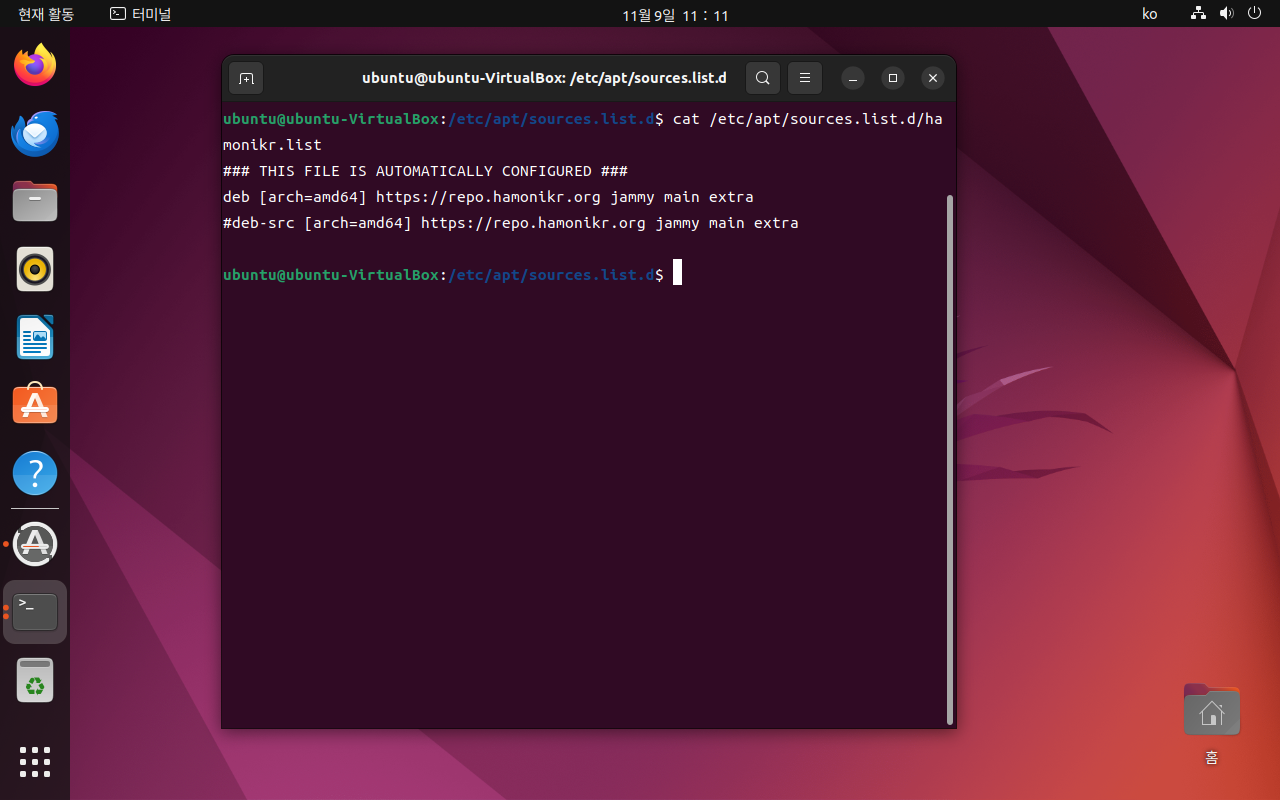 현재 활동
터미널
11월 9일 11 : 11
ko
ubuntu@ubuntu-VirtualBox: /etc/apt/sources.list.d
ubuntu@ubuntu-VirtualBox:/etc/apt/sources.list.d$ cat /etc/apt/sources.list.d/ha
monikr.list
### THIS FILE IS AUTOMATICALLY CONFIGURED ###
deb [arch=amd64] https://repo.hamonikr.org jammy main extra
#deb-src [arch=amd64] https://repo.hamonikr.org jammy main extra
ubuntu@ubuntu-VirtualBox:/etc/apt/sources.list.d$
홈